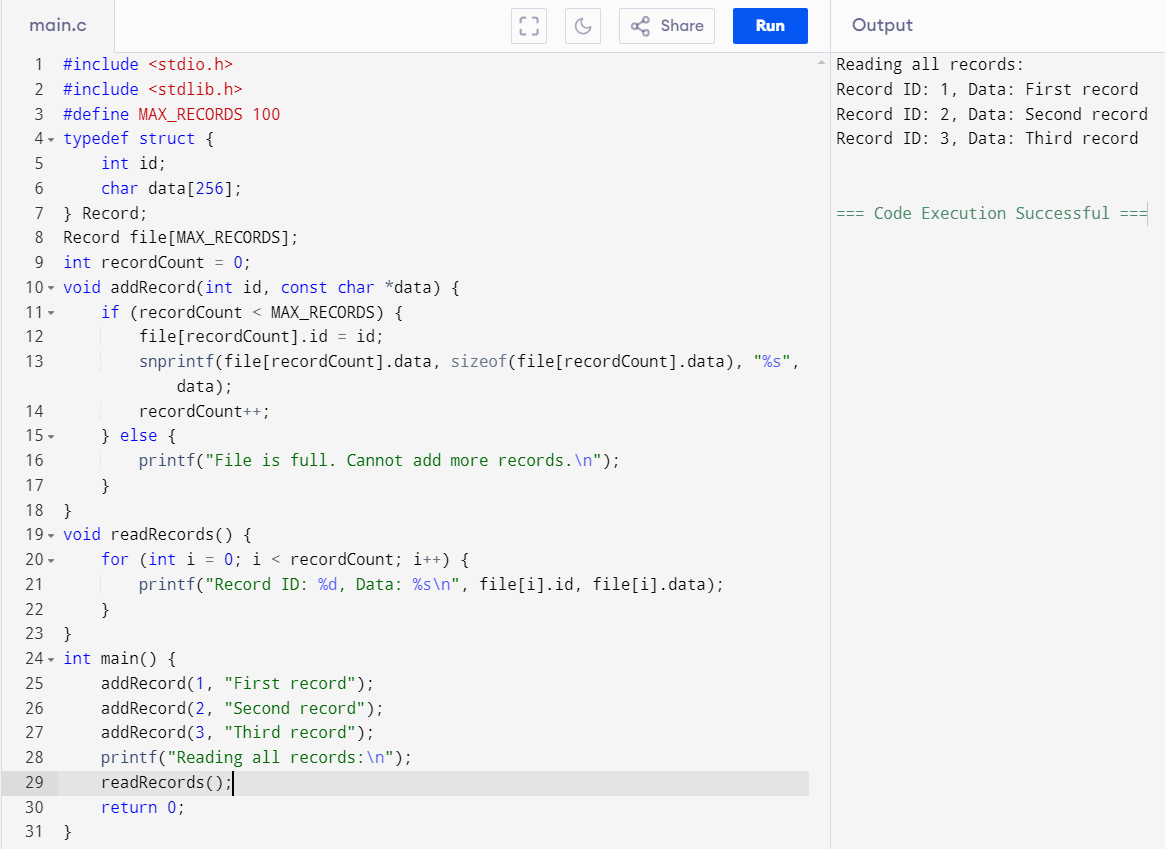 main.c
Share
Run
Output
1 #include <stdio.h>
2 #include <stdlib.h>
3 #define MAX_RECORDS 100
4 typedef struct {
5     int id;
6     char data[256];
7 } Record;
8 Record file[MAX_RECORDS];
9 int recordCount = 0;
10 void addRecord(int id, const char *data) {
11     if (recordCount < MAX_RECORDS) {
12         file[recordCount].id = id;
13         snprintf(file[recordCount].data, sizeof(file[recordCount].data), "%s",
            data);
14         recordCount++;
15     } else {
16         printf("File is full. Cannot add more records.\n");
17     }
18 }
19 void readRecords() {
20     for (int i = 0; i < recordCount; i++) {
21         printf("Record ID: %d, Data: %s\n", file[i].id, file[i].data);
22     }
23 }
24 int main() {
25     addRecord(1, "First record");
26     addRecord(2, "Second record");
27     addRecord(3, "Third record");
28     printf("Reading all records:\n");
29     readRecords();
30     return 0;
31 }
Reading all records:
Record ID: 1, Data: First record
Record ID: 2, Data: Second record
Record ID: 3, Data: Third record
=== Code Execution Successful ===